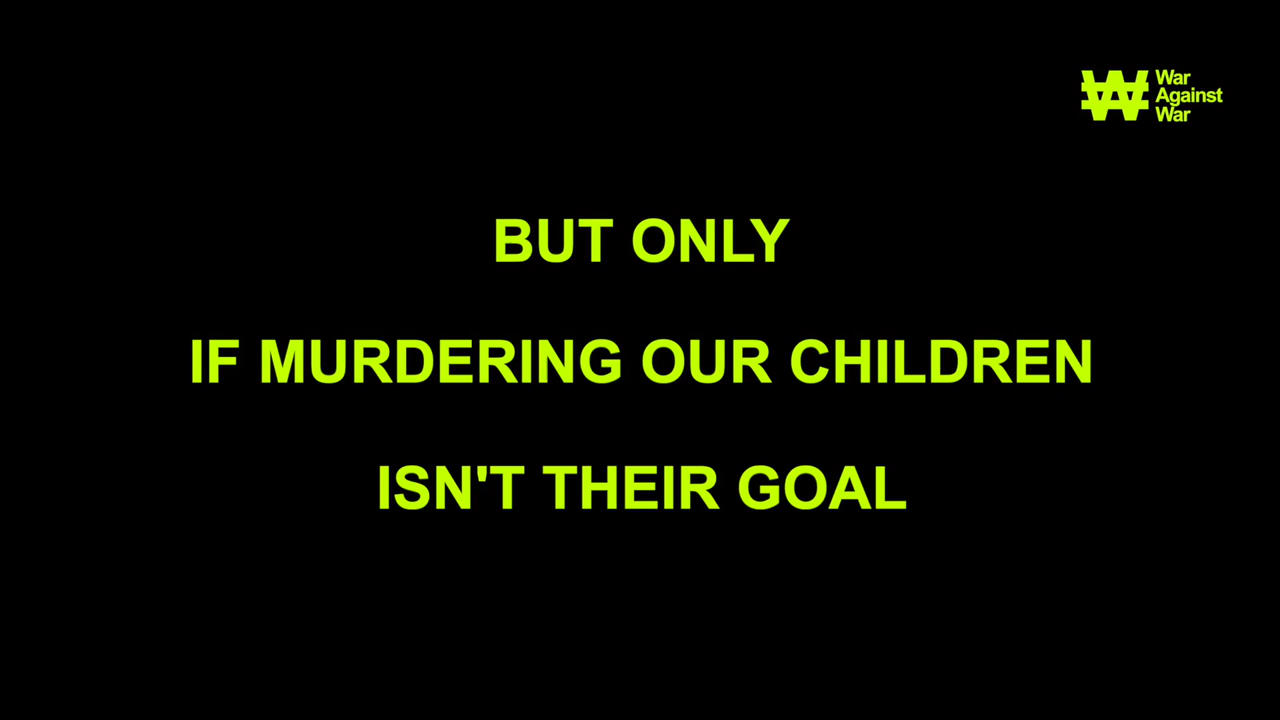 War
Against
War
BUT ONLY
IF MURDERING OUR CHILDREN
ISN'T THEIR GOAL